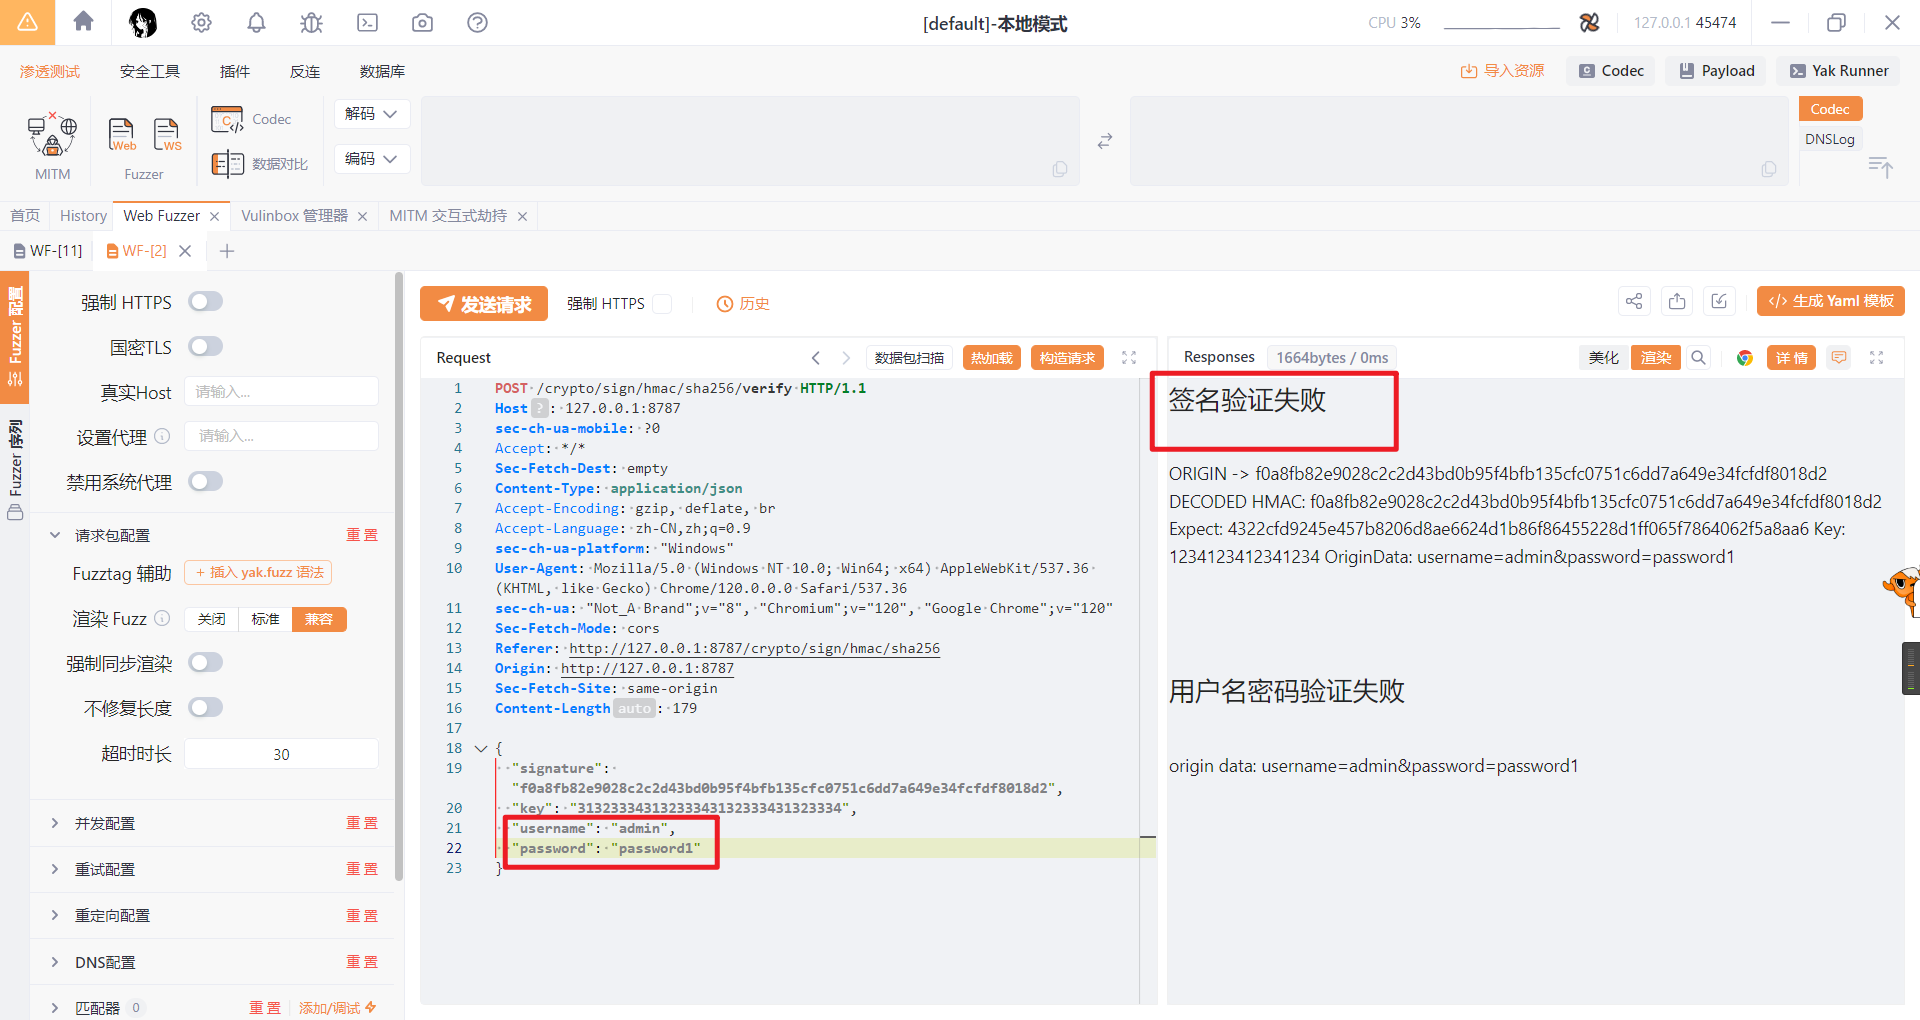 [default]-本地模式
CPU 3%
127.0.0.1 45474
渗透测试 安全工具 插件 反连 数据库
导入资源 Codec Payload Yak Runner
MITM
Web WS
Fuzzer
Codec
数据对比
解码
编码
Codec
DNSLog
首页 History Web Fuzzer Vulinbox 管理器 MITM 交互式劫持
WF-[11] WF-[2]
Fuzzer 配置
Fuzzer 序列
强制 HTTPS
国密TLS
真实Host 请输入...
设置代理 请输入...
禁用系统代理
请求包配置 重置
Fuzztag 辅助 + 插入 yak.fuzz 语法
渲染 Fuzz 关闭 标准 兼容
强制同步渲染
不修复长度
超时时长 30
并发配置 重置
重试配置 重置
重定向配置 重置
DNS配置 重置
匹配器 0 重置 添加/调试
发送请求 强制 HTTPS 历史
生成 Yaml 模板
Request 数据包扫描 热加载 构造请求
1 POST /crypto/sign/hmac/sha256/verify HTTP/1.1
2 Host ? : 127.0.0.1:8787
3 sec-ch-ua-mobile: ?0
4 Accept: */*
5 Sec-Fetch-Dest: empty
6 Content-Type: application/json
7 Accept-Encoding: gzip, deflate, br
8 Accept-Language: zh-CN,zh;q=0.9
9 sec-ch-ua-platform: "Windows"
10 User-Agent: Mozilla/5.0 (Windows NT 10.0; Win64; x64) AppleWebKit/537.36
(KHTML, like Gecko) Chrome/120.0.0.0 Safari/537.36
11 sec-ch-ua: "Not_A Brand";v="8", "Chromium";v="120", "Google Chrome";v="120"
12 Sec-Fetch-Mode: cors
13 Referer: http://127.0.0.1:8787/crypto/sign/hmac/sha256
14 Origin: http://127.0.0.1:8787
15 Sec-Fetch-Site: same-origin
16 Content-Length auto : 179
17
18 {
19 "signature":
"f0a8fb82e9028c2c2d43bd0b95f4bfb135cfc0751c6dd7a649e34fcfdf8018d2",
20 "key": "31323334313233343132333431323334",
21 "username": "admin",
22 "password": "password1"
23 }
Responses 1664bytes / 0ms 美化 渲染 详情
签名验证失败
ORIGIN -> f0a8fb82e9028c2c2d43bd0b95f4bfb135cfc0751c6dd7a649e34fcfdf8018d2
DECODED HMAC: f0a8fb82e9028c2c2d43bd0b95f4bfb135cfc0751c6dd7a649e34fcfdf8018d2
Expect: 4322cfd9245e457b8206d8ae6624d1b86f86455228d1ff065f7864062f5a8aa6 Key:
1234123412341234 OriginData: username=admin&password=password1
用户名密码验证失败
origin data: username=admin&password=password1